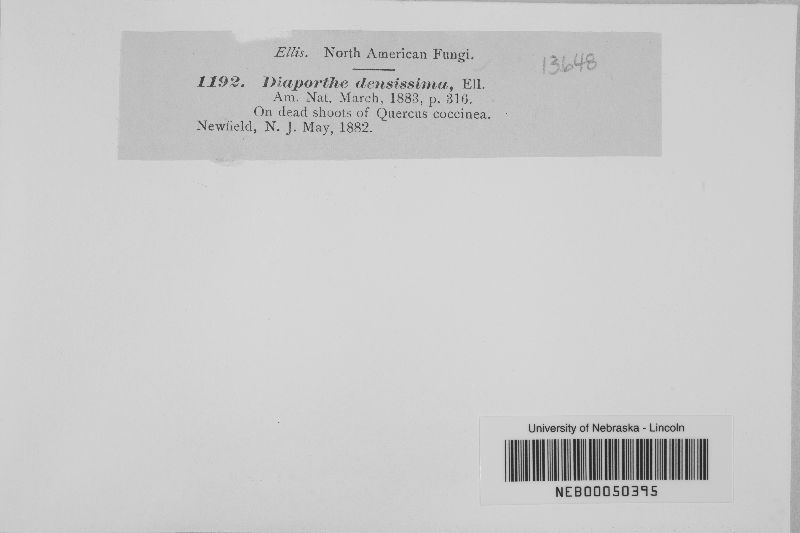 Ellis. North American Fungi.
13648
1192. Diaporthe densissima, Ell.
Am. Nat. March, 1883, p. 316.
On dead shoots of Quercus coccinea.
Newfield, N. J. May, 1882.
University of Nebraska - Lincoln
NEB00050395